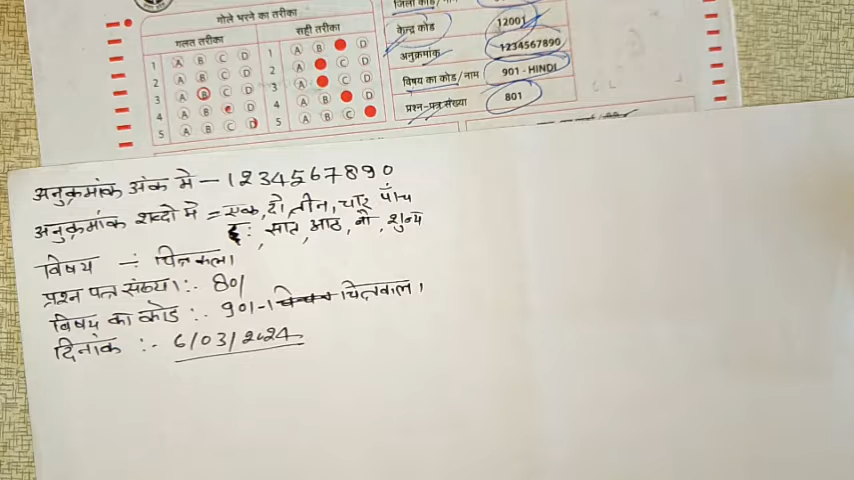 गोले भरने का तरीका
गलत तरीका
सही तरीका
1 A B C D
2 A B C D
3 A B C D
4 A B C D
5 A B C D
1 A B D
2 A C D
3 A C D
4 A B D
5 A B C
जिला कोड/नाम
केन्द्र कोड 12001
अनुक्रमांक 1234567890
विषय का कोड/नाम 901-HINDI
प्रश्न-पत्र संख्या 801
अनुक्रमांक अंक मे - 1234567890
अनुक्रमांक शब्दो मे = एक, दो, तीन, चार, पाँच
छ: सात, आठ, नौ, शुन्य
विषय -: चित्रकला
प्रश्न पत्र संख्या :- 801
विषय का कोड :- 901- चित्रकला
दिनांक :- 6/03/2024